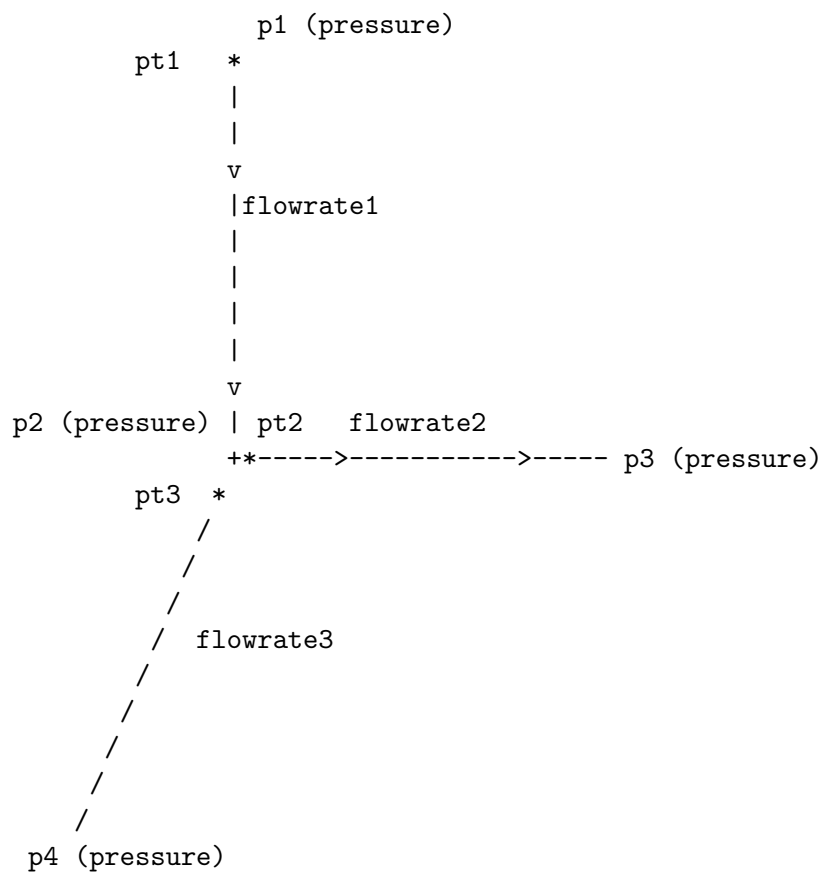 p1 (pressure)
pt1 *
|
|
v
|flowrate1
|
|
|
|
v
p2 (pressure) | pt2 flowrate2
+*----->----------->----- p3 (pressure)
pt3 *
/
/
/
/ flowrate3
/
/
/
/
/
p4 (pressure)